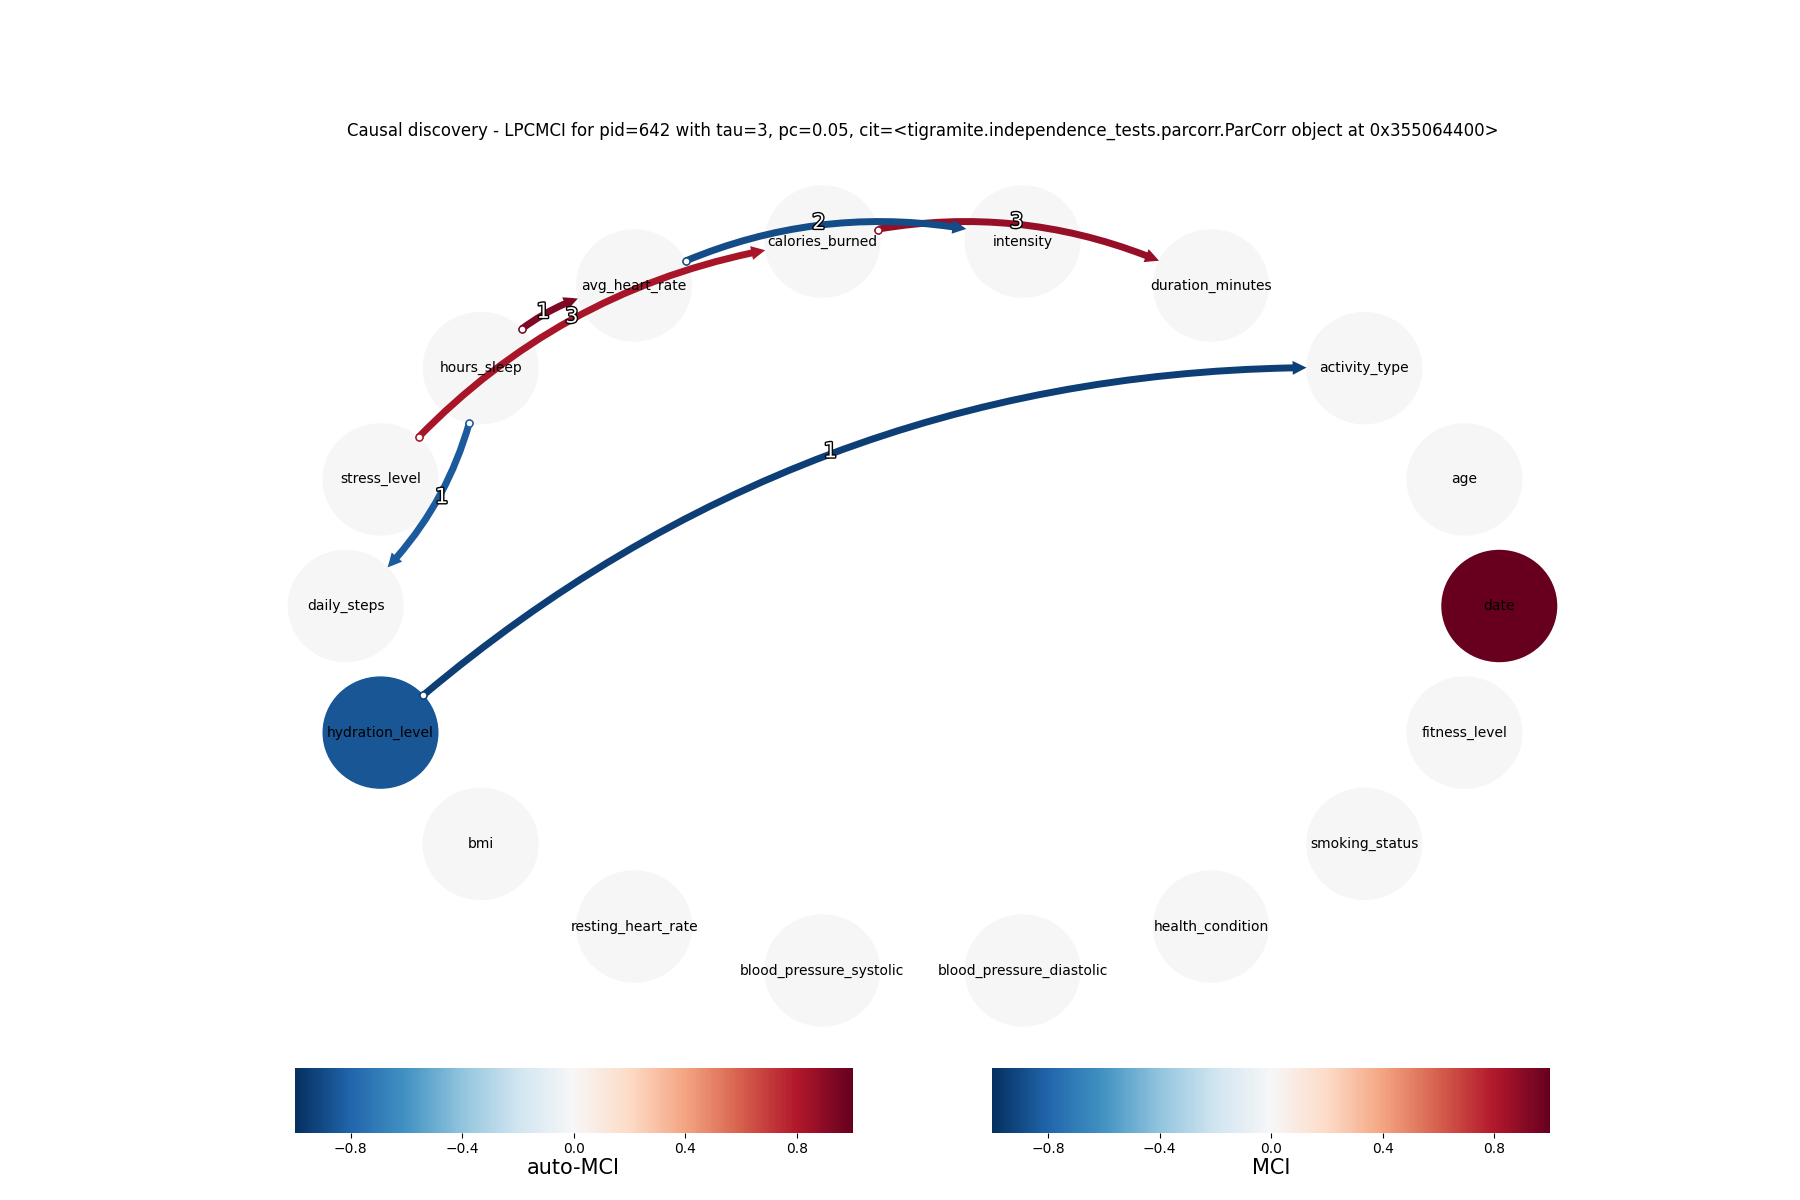 Causal discovery - LPCMCI for pid=642 with tau=3, pc=0.05, cit=<tigramite.independence_tests.parcorr.ParCorr object at 0x355064400>
2
3
calories_burned
intensity
avg_heart_rate
duration_minutes
1
3
hours_sleep
activity_type
1
stress_level
age
1
daily_steps
date
hydration_level
fitness_level
bmi
smoking_status
resting_heart_rate
health_condition
blood_pressure_systolic
blood_pressure_diastolic
−0.8 −0.4 0.0 0.4 0.8
auto-MCI
−0.8 −0.4 0.0 0.4 0.8
MCI